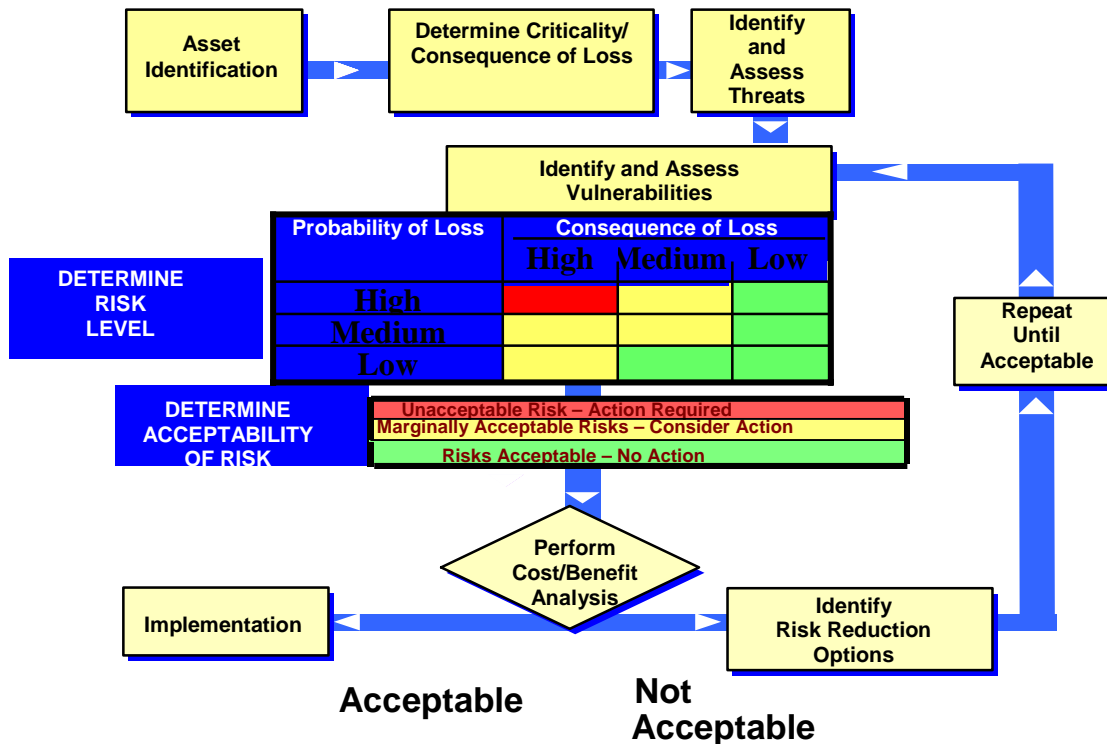 Asset
Identification
Determine Criticality/
Consequence of Loss
Identify
and
Assess
Threats
Identify and Assess
Vulnerabilities
Probability of Loss
Consequence of Loss
High Medium Low
High
Medium
Low
DETERMINE
RISK
LEVEL
Repeat
Until
Acceptable
DETERMINE
ACCEPTABILITY
OF RISK
Unacceptable Risk – Action Required
Marginally Acceptable Risks – Consider Action
Risks Acceptable – No Action
Perform
Cost/Benefit
Analysis
Implementation
Identify
Risk Reduction
Options
Acceptable
Not
Acceptable